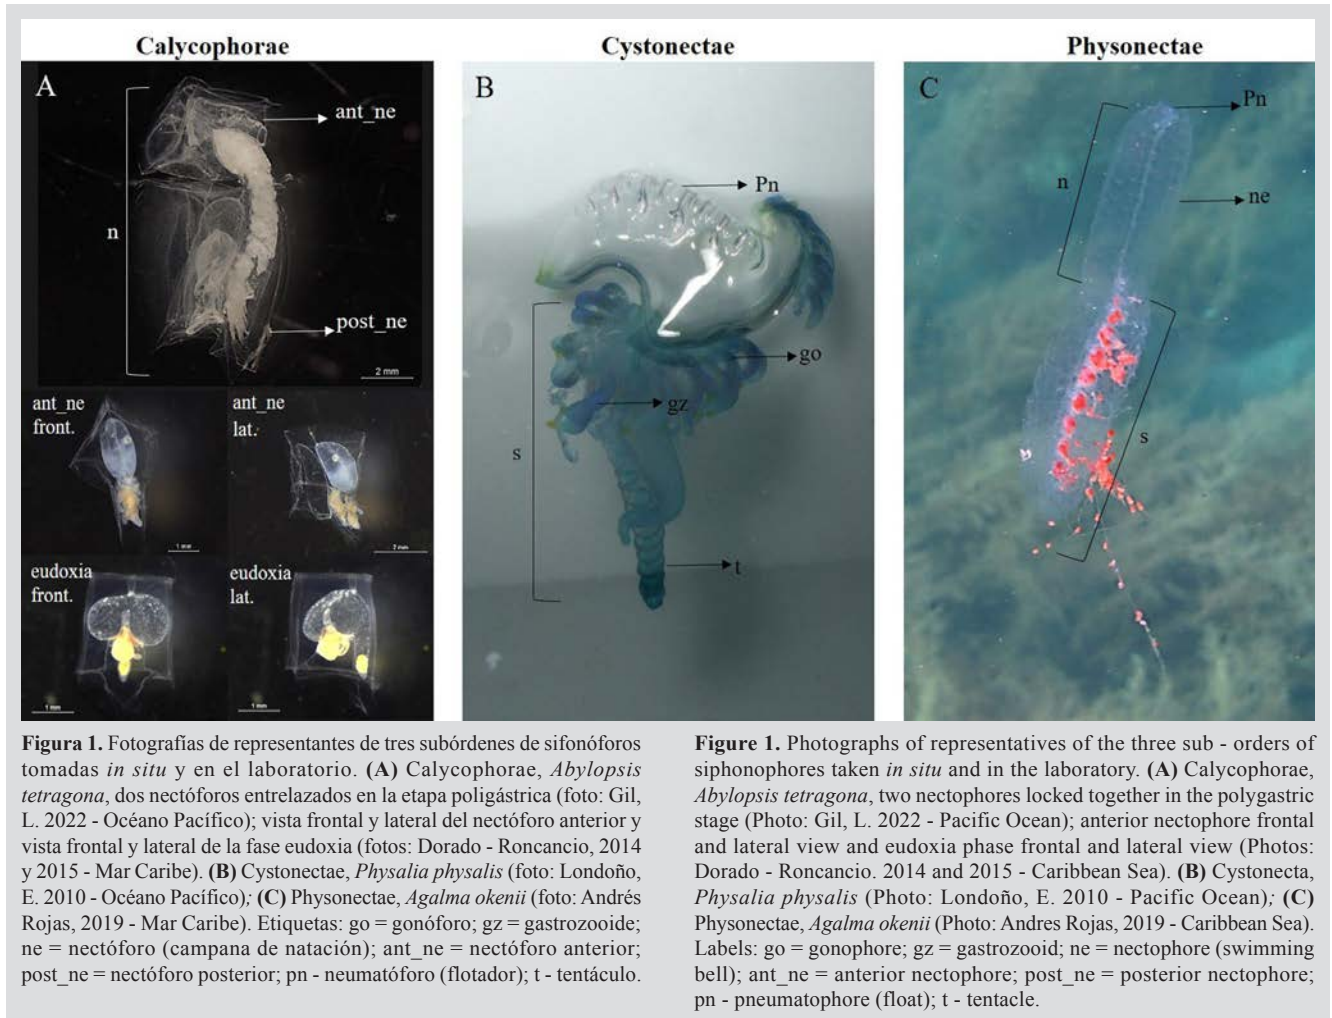 Calycophorae
Cystonectae
Physonectae
A
n
ant_ne
post_ne
2 mm
ant_ne
front.
1 mm
ant_ne
lat.
2 mm
eudoxia
front.
1 mm
eudoxia
lat.
1 mm
B
Pn
go
gz
s
t
C
Pn
n
ne
s
Figura 1. Fotografías de representantes de tres subórdenes de sifonóforos
tomadas in situ y en el laboratorio. (A) Calycophorae, Abylopsis
tetragona, dos nectóforos entrelazados en la etapa poligástrica (foto: Gil,
L. 2022 - Océano Pacífico); vista frontal y lateral del nectóforo anterior y
vista frontal y lateral de la fase eudoxia (fotos: Dorado - Roncancio, 2014
y 2015 - Mar Caribe). (B) Cystonectae, Physalia physalis (foto: Londoño,
E. 2010 - Océano Pacífico); (C) Physonectae, Agalma okenii (foto: Andrés
Rojas, 2019 - Mar Caribe). Etiquetas: go = gonóforo; gz = gastrozooide;
ne = nectóforo (campana de natación); ant_ne = nectóforo anterior;
post_ne = nectóforo posterior; pn - neumatóforo (flotador); t - tentáculo.
Figure 1. Photographs of representatives of the three sub - orders of
siphonophores taken in situ and in the laboratory. (A) Calycophorae,
Abylopsis tetragona, two nectophores locked together in the polygastric
stage (Photo: Gil, L. 2022 - Pacific Ocean); anterior nectophore frontal
and lateral view and eudoxia phase frontal and lateral view (Photos:
Dorado - Roncancio. 2014 and 2015 - Caribbean Sea). (B) Cystonecta,
Physalia physalis (Photo: Londoño, E. 2010 - Pacific Ocean); (C)
Physonectae, Agalma okenii (Photo: Andres Rojas, 2019 - Caribbean Sea).
Labels: go = gonophore; gz = gastrozooid; ne = nectophore (swimming
bell); ant_ne = anterior nectophore; post_ne = posterior nectophore;
pn - pneumatophore (float); t - tentacle.